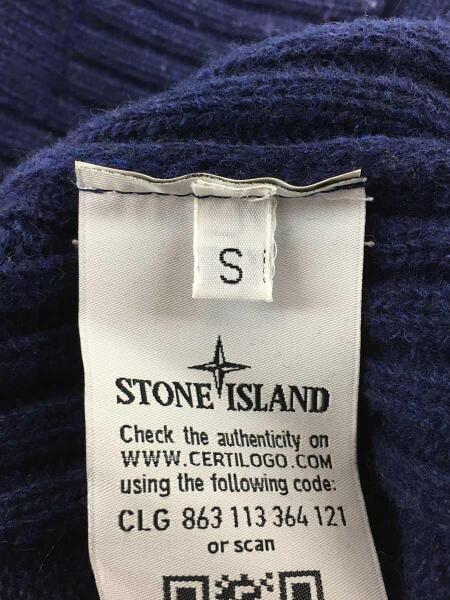 S
STONE ISLAND
Check the authenticity on
WWW.CERTILOGO.COM
using the following code:
CLG 863 113 364 121
or scan